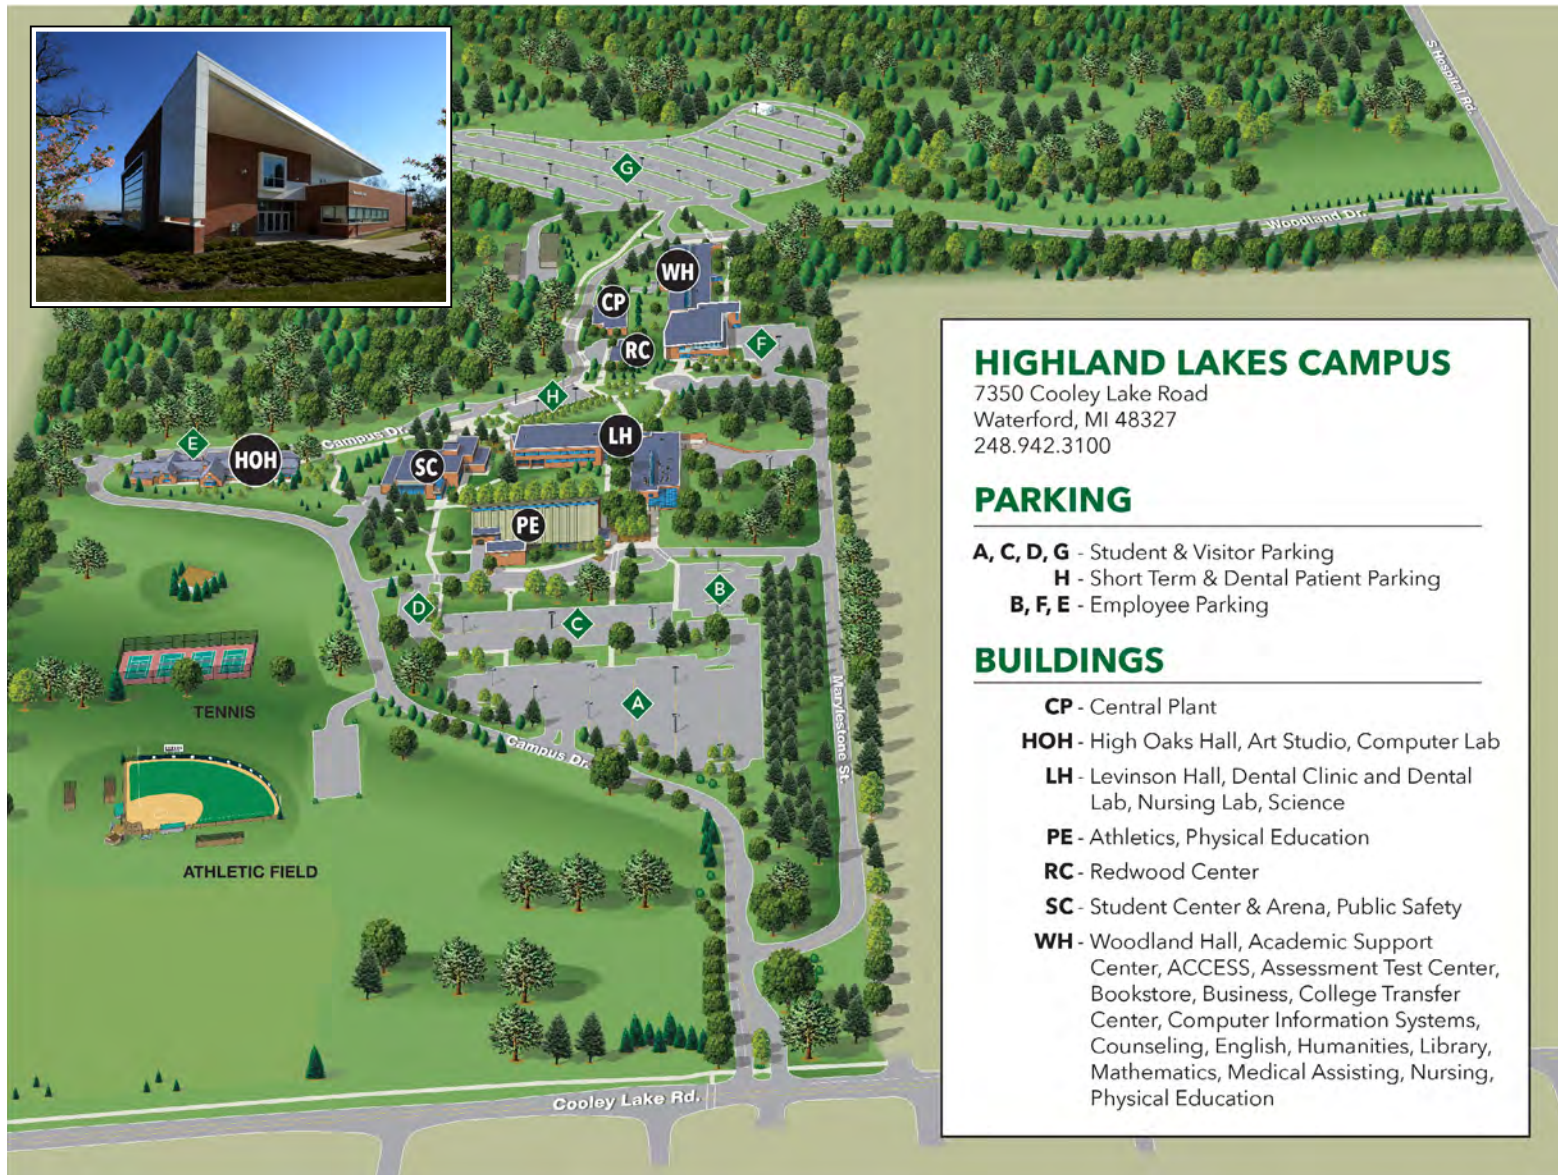 S Hospital Rd.
G
Woodland Dr.
WH
CP
RC
F
H
Campus Dr.
E
HOH
SC
LH
PE
D
C
B
A
TENNIS
Campus Dr.
Marylestone St.
ATHLETIC FIELD
Cooley Lake Rd.
HIGHLAND LAKES CAMPUS
7350 Cooley Lake Road
Waterford, MI 48327
248.942.3100
PARKING
A, C, D, G - Student & Visitor Parking
H - Short Term & Dental Patient Parking
B, F, E - Employee Parking
BUILDINGS
CP - Central Plant
HOH - High Oaks Hall, Art Studio, Computer Lab
LH - Levinson Hall, Dental Clinic and Dental
Lab, Nursing Lab, Science
PE - Athletics, Physical Education
RC - Redwood Center
SC - Student Center & Arena, Public Safety
WH - Woodland Hall, Academic Support
Center, ACCESS, Assessment Test Center,
Bookstore, Business, College Transfer
Center, Computer Information Systems,
Counseling, English, Humanities, Library,
Mathematics, Medical Assisting, Nursing,
Physical Education